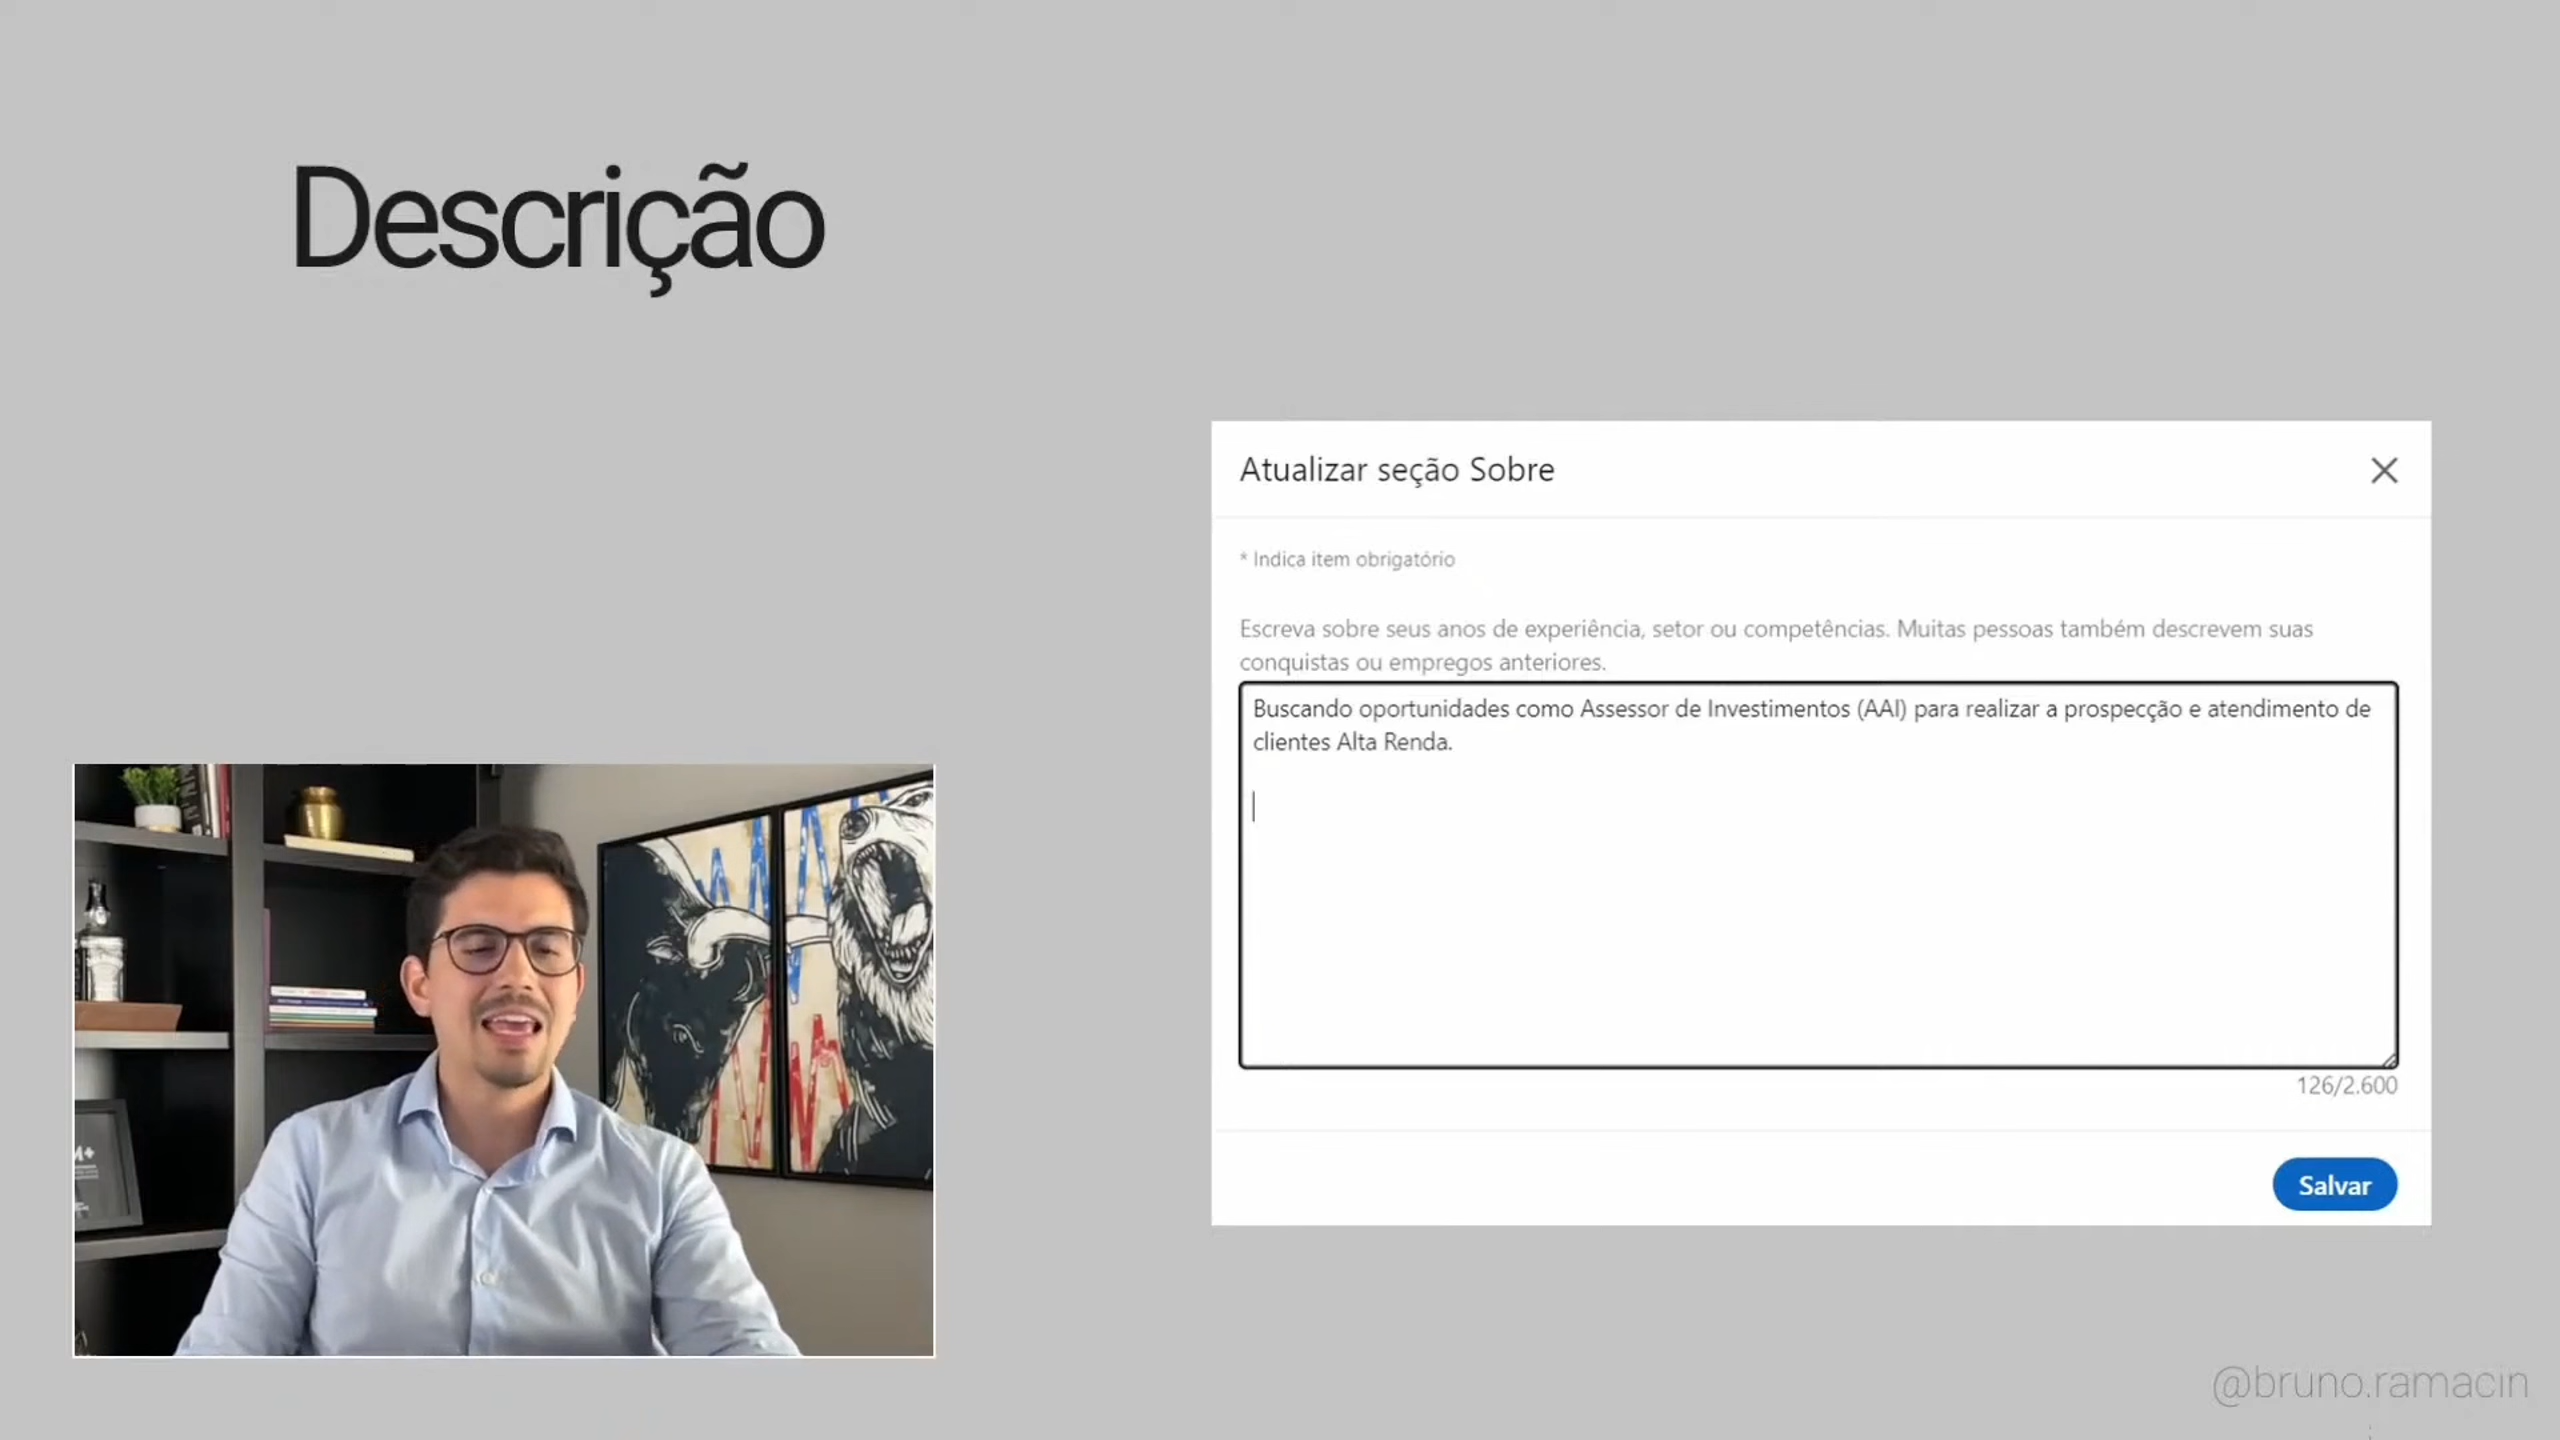 Descrição
Atualizar seção Sobre
* Indica item obrigatório
Escreva sobre seus anos de experiência, setor ou competências. Muitas pessoas também descrevem suas
conquistas ou empregos anteriores.
Buscando oportunidades como Assessor de Investimentos (AAI) para realizar a prospecção e atendimento de
clientes Alta Renda.
126/2.600
Salvar
@bruno.ramacin